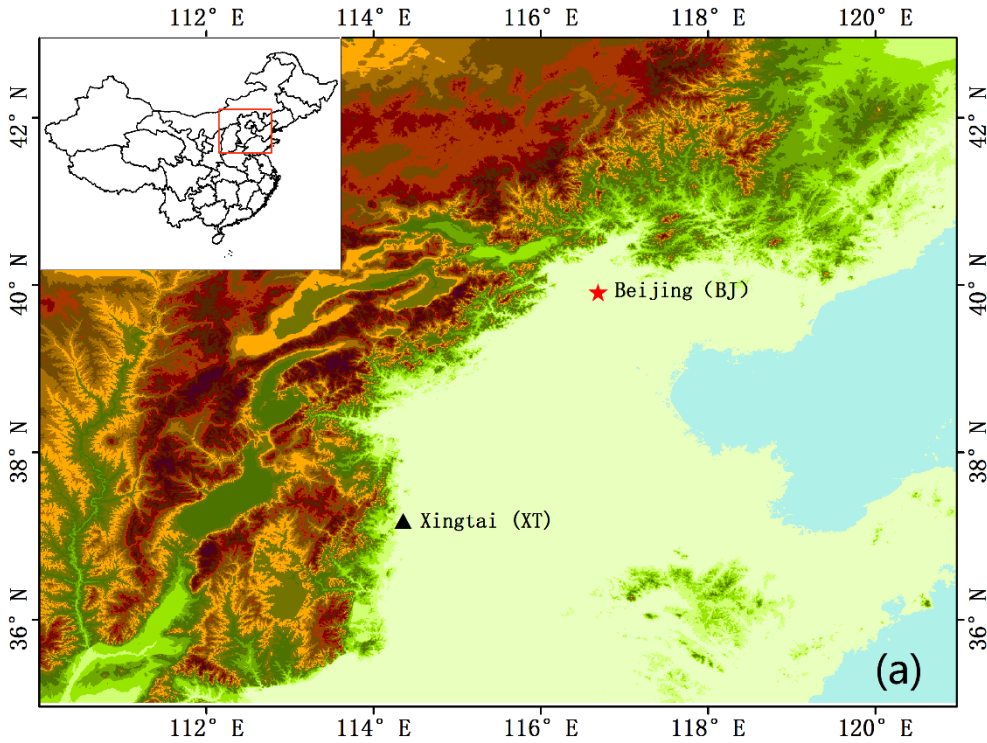 112° E 114° E 116° E 118° E 120° E
42° N 42° N
40° N 40° N
Beijing (BJ)
38° N 38° N
Xingtai (XT)
36° N 36° N
(a)
112° E 114° E 116° E 118° E 120° E